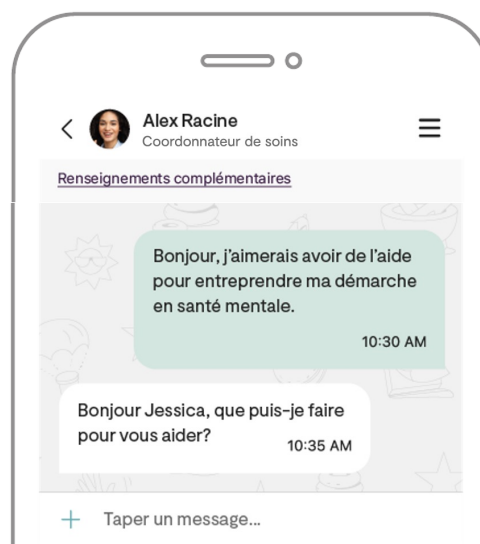 Alex Racine
Coordonnateur de soins
Renseignements complémentaires
Bonjour, j’aimerais avoir de l’aide
pour entreprendre ma démarche
en santé mentale.
10:30 AM
Bonjour Jessica, que puis-je faire
pour vous aider?
10:35 AM
Taper un message...